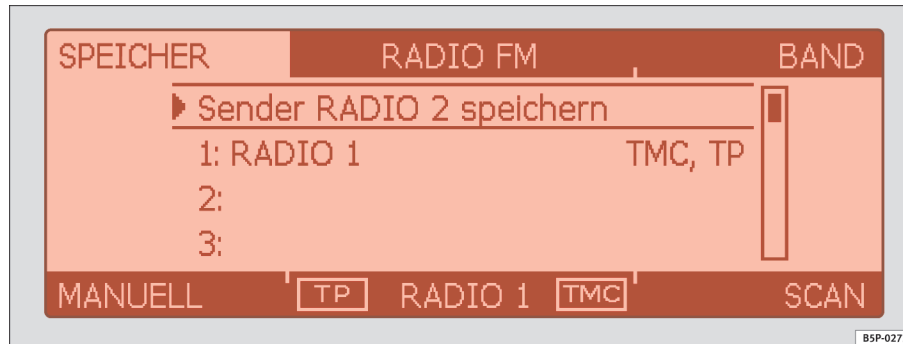 SPEICHER RADIO FM BAND
Sender RADIO 2 speichern
1: RADIO 1 TMC, TP
2:
3:
MANUELL TP RADIO 1 TMC SCAN
B5P-027